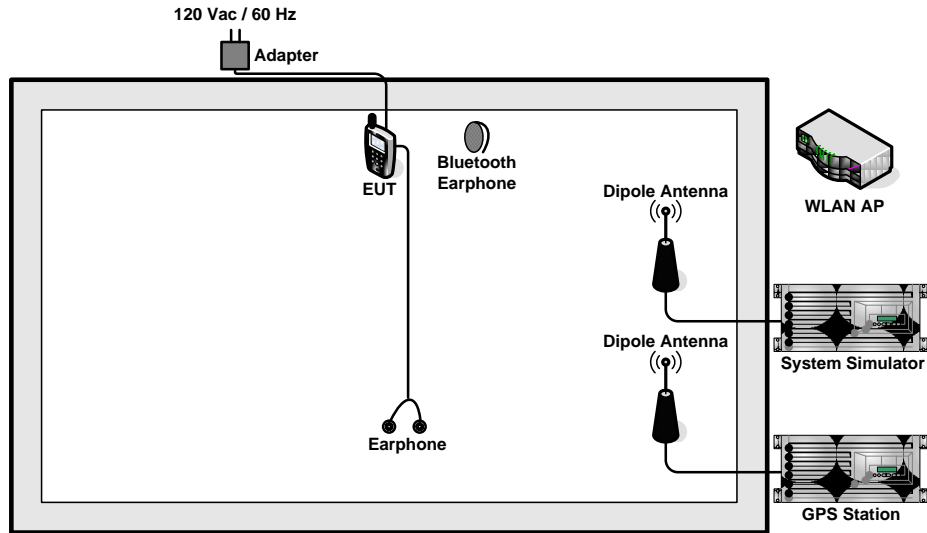 120 Vac / 60 Hz
Adapter
EUT
Bluetooth
Earphone
Dipole Antenna
WLAN AP
System Simulator
Dipole Antenna
Earphone
GPS Station